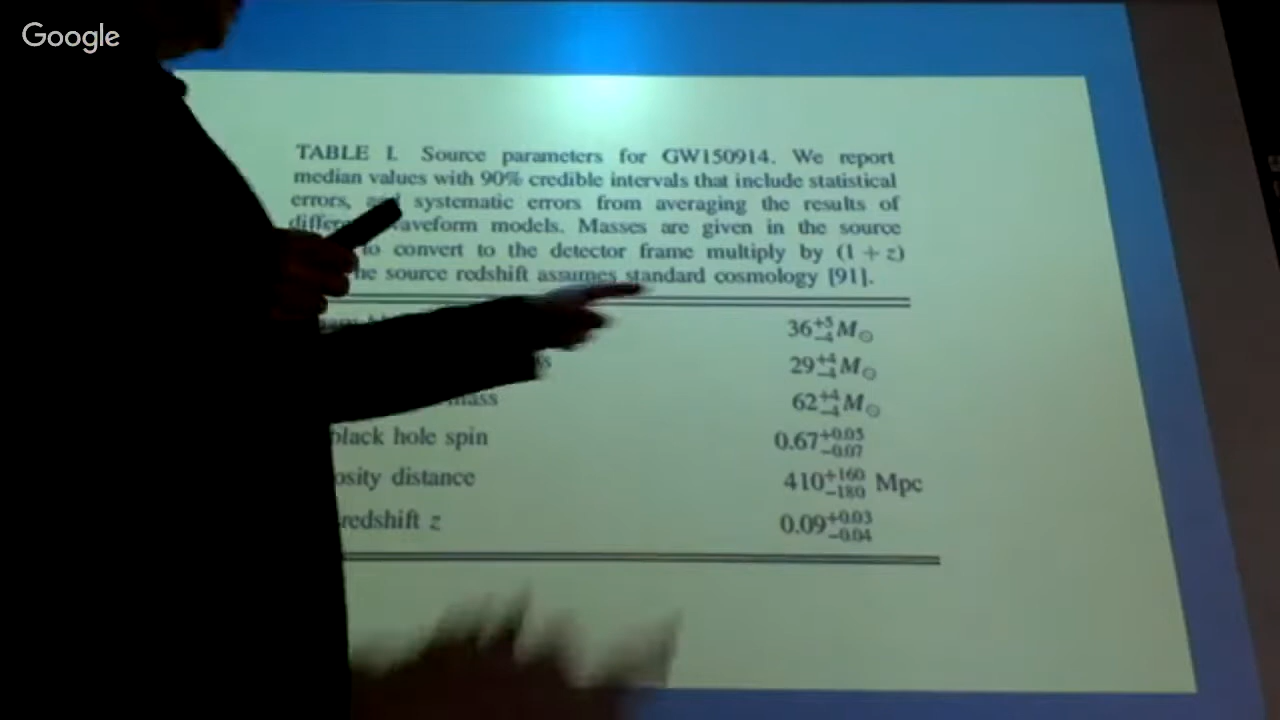 Google
TABLE I. Source parameters for GW150914. We report
median values with 90% credible intervals that include statistical
errors, systematic errors from averaging the results of
models. Masses are given in the source
to convert to the detector frame multiply by (1 + z)
source redshift assumes standard cosmology [91].
36+5−4 M⊙
29+4−4 M⊙
mass 62+4−4 M⊙
black hole spin 0.67+0.05−0.07
distance 410+160−180 Mpc
redshift z 0.09+0.03−0.04